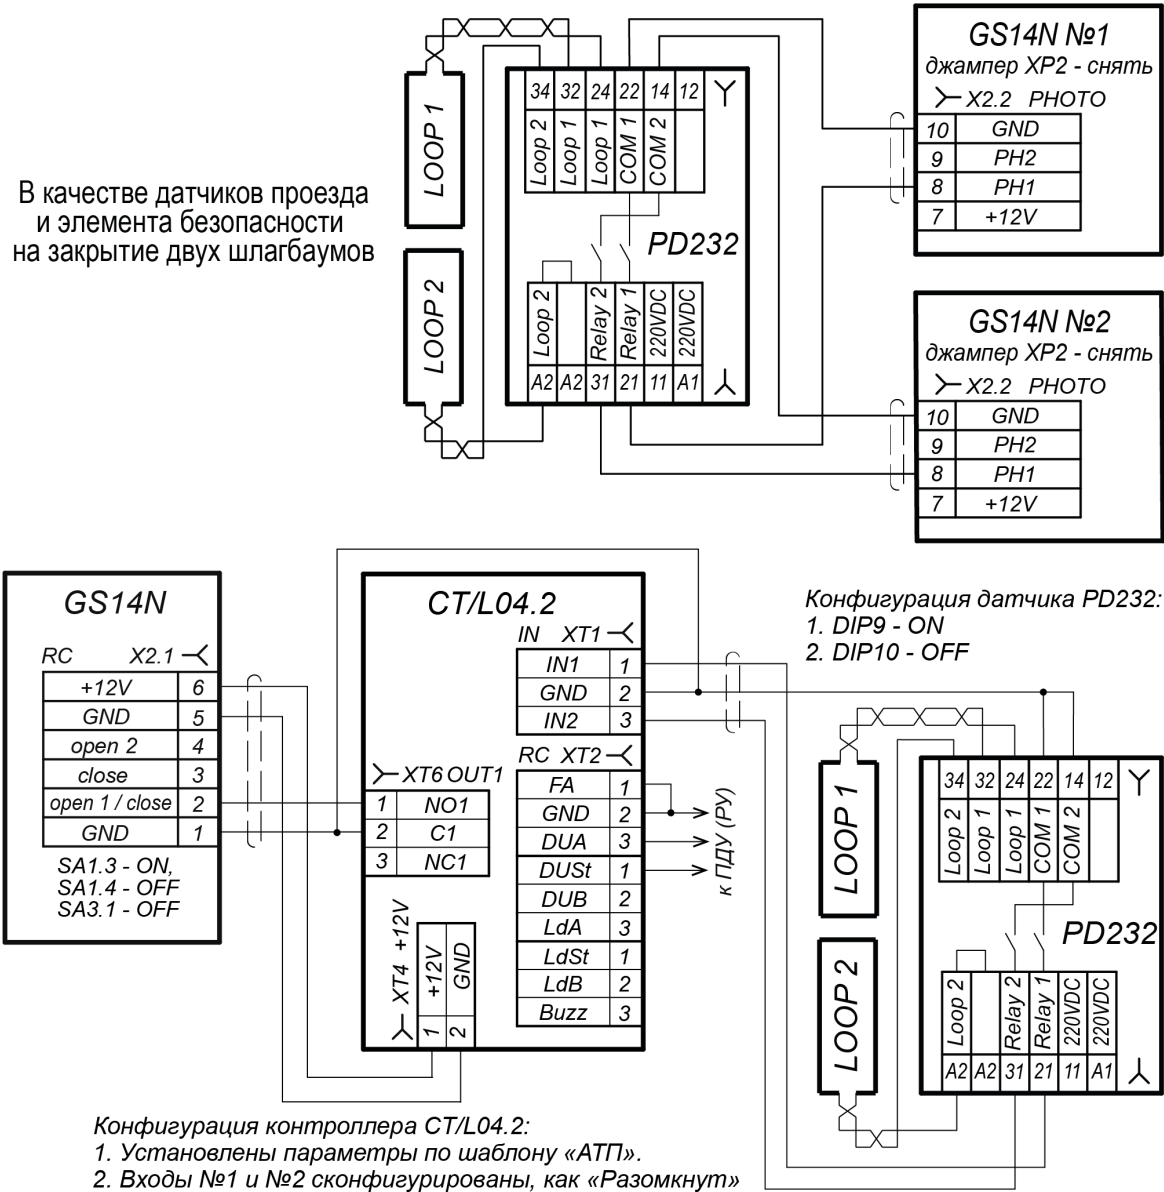 В качестве датчиков проезда
и элемента безопасности
на закрытие двух шлагбаумов
LOOP 1
LOOP 2
34 32 24 22 14 12
Loop 2
Loop 1
Loop 1
COM 1
COM 2
PD232
Loop 2
Relay 2
Relay 1
220VDC
220VDC
A2 A2 31 21 11 A1
GS14N №1
джампер XP2 - снять
X2.2 PHOTO
10 GND
9 PH2
8 PH1
7 +12V
GS14N №2
джампер XP2 - снять
X2.2 PHOTO
10 GND
9 PH2
8 PH1
7 +12V
GS14N
RC X2.1
+12V 6
GND 5
open 2 4
close 3
open 1 / close 2
GND 1
SA1.3 - ON,
SA1.4 - OFF
SA3.1 - OFF
CT/L04.2
IN XT1
IN1 1
GND 2
IN2 3
RC XT2
FA 1
GND 2
DUA 3
DUSt 1
DUB 2
LdA 3
LdSt 1
LdB 2
Buzz 3
XT6 OUT1
1 NO1
2 C1
3 NC1
XT4 +12V
+12V 1
GND 2
к ПДУ (РУ)
Конфигурация датчика PD232:
1. DIP9 - ON
2. DIP10 - OFF
LOOP 1
LOOP 2
34 32 24 22 14 12
Loop 2
Loop 1
Loop 1
COM 1
COM 2
PD232
Loop 2
Relay 2
Relay 1
220VDC
220VDC
A2 A2 31 21 11 A1
Конфигурация контроллера CT/L04.2:
1. Установлены параметры по шаблону «АТП».
2. Входы №1 и №2 сконфигурированы, как «Разомкнут»